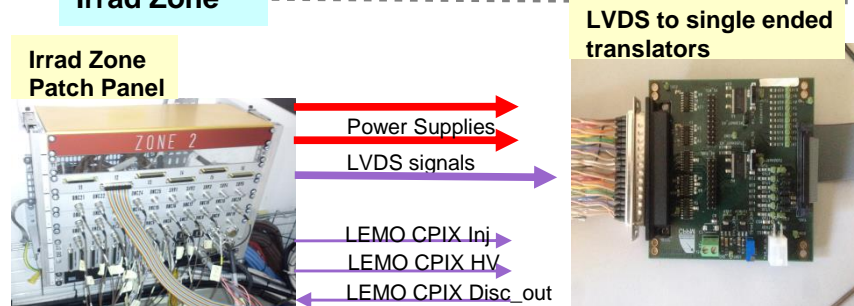 Irrad Zone
LVDS to single ended
translators
Irrad Zone
Patch Panel
ZONE 2
Power Supplies
LVDS signals
LEMO CPIX Inj
LEMO CPIX HV
LEMO CPIX Disc_out